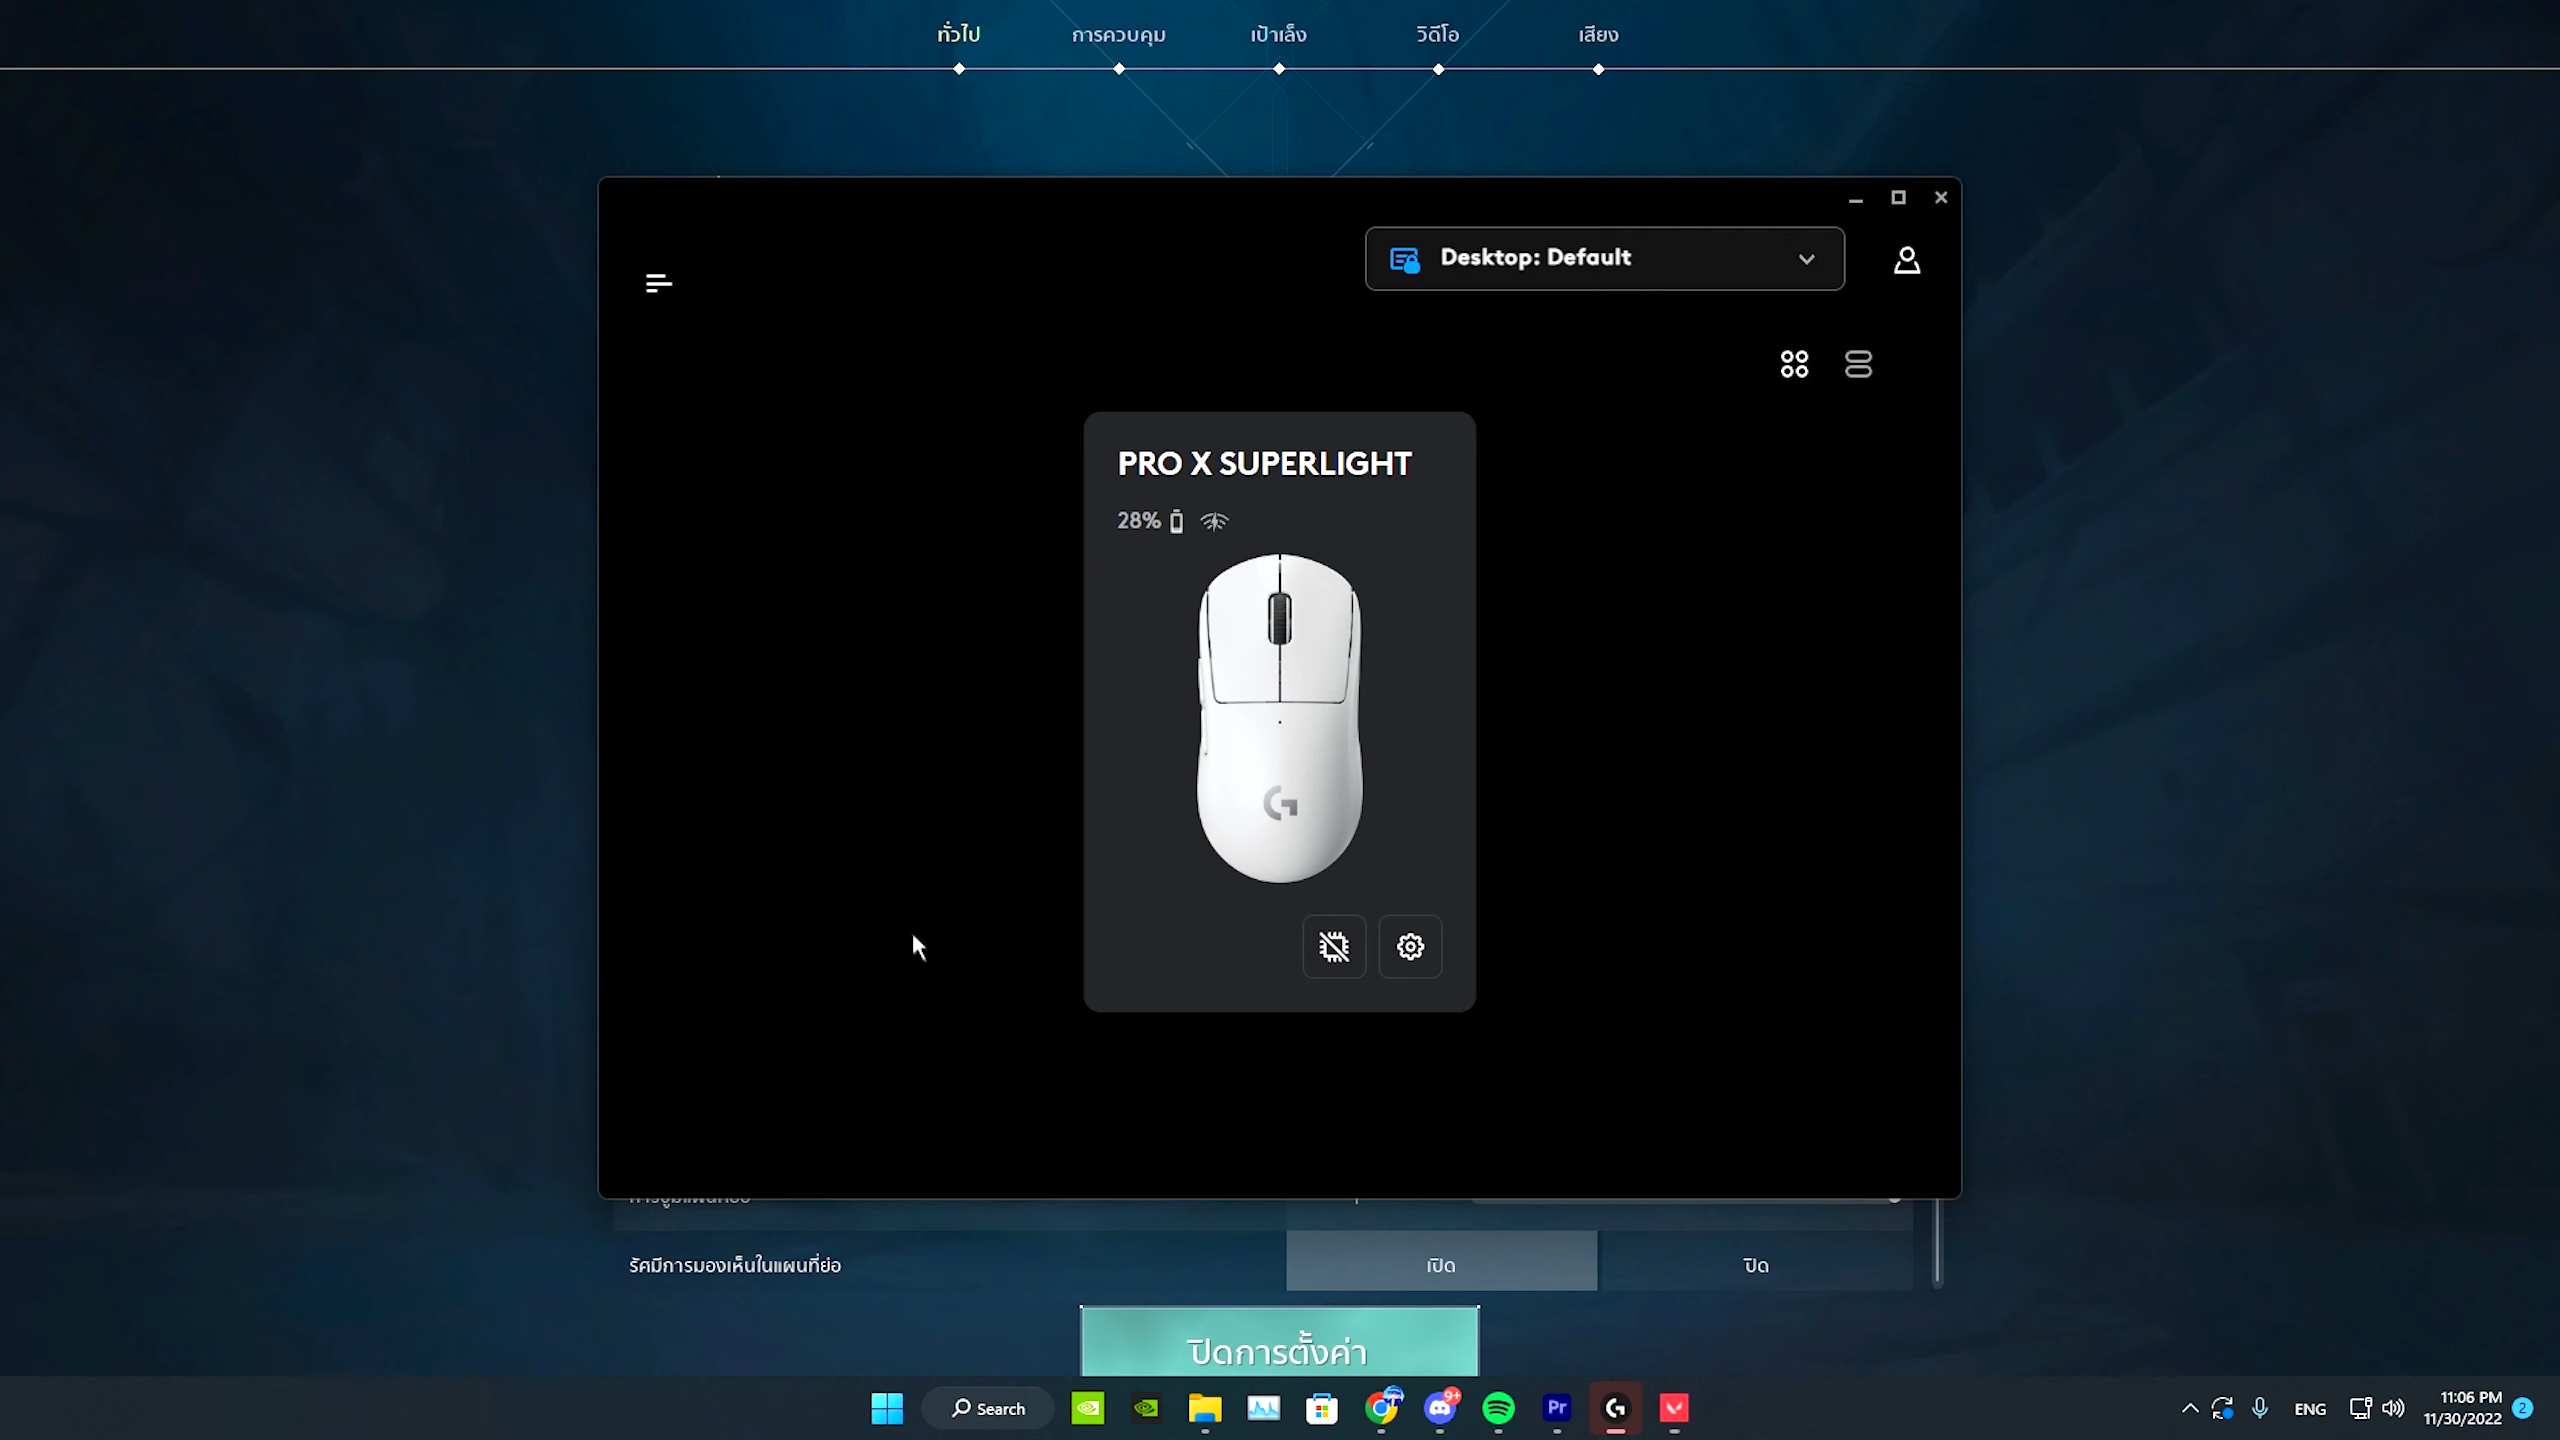 ทั่วไป
การควบคุม
เป้าเล็ง
วิดีโอ
เสียง
Desktop: Default
PRO X SUPERLIGHT
28%
รัศมีการมองเห็นในแผนที่ย่อ
เปิด
ปิด
ปิดการตั้งค่า
Search
9+
Pr
ENG
11:06 PM
11/30/2022
2